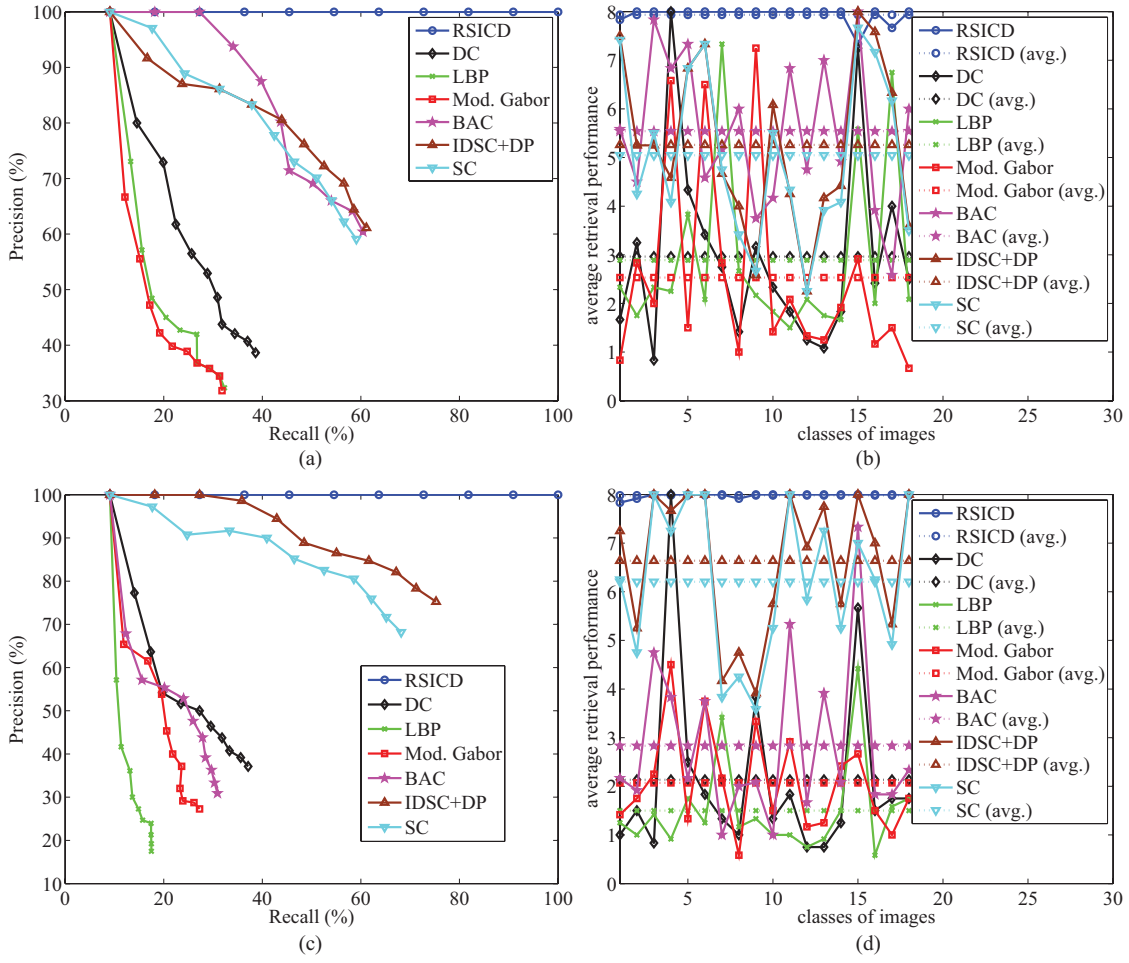 100
90
80
70
60
50
40
30
0
20
40
60
80
100
Precision (%)
Recall (%)
RSICD
DC
LBP
Mod. Gabor
BAC
IDSC+DP
SC
(a)
8
7
6
5
4
3
2
1
0
5
10
15
20
25
30
average retrieval performance
classes of images
RSICD
RSICD (avg.)
DC
DC (avg.)
LBP
LBP (avg.)
Mod. Gabor
Mod. Gabor (avg.)
BAC
BAC (avg.)
IDSC+DP
IDSC+DP (avg.)
SC
SC (avg.)
(b)
100
90
80
70
60
50
40
30
20
10
0
20
40
60
80
100
Precision (%)
Recall (%)
RSICD
DC
LBP
Mod. Gabor
BAC
IDSC+DP
SC
(c)
8
7
6
5
4
3
2
1
0
5
10
15
20
25
30
average retrieval performance
classes of images
RSICD
RSICD (avg.)
DC
DC (avg.)
LBP
LBP (avg.)
Mod. Gabor
Mod. Gabor (avg.)
BAC
BAC (avg.)
IDSC+DP
IDSC+DP (avg.)
SC
SC (avg.)
(d)